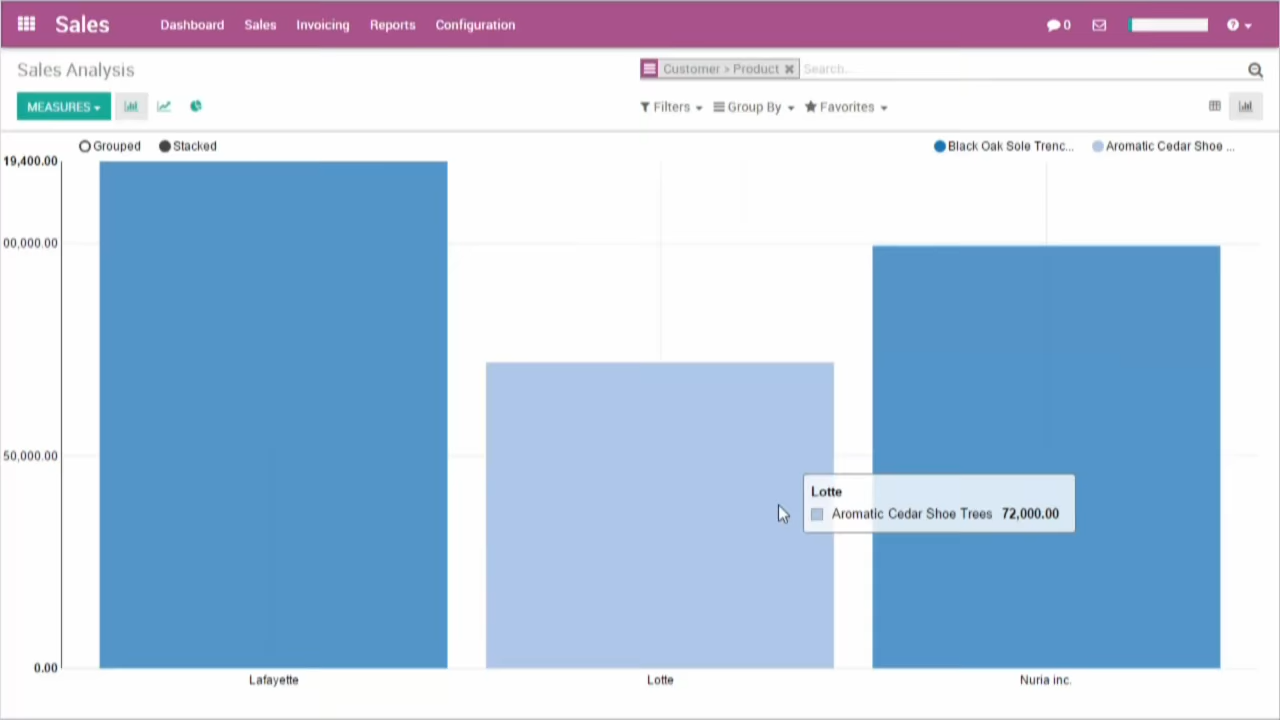 Sales Dashboard Sales Invoicing Reports Configuration 0 ?
Sales Analysis Customer > Product Search...
MEASURES Filters Group By Favorites
Grouped Stacked Black Oak Sole Trenc... Aromatic Cedar Shoe ...
19,400.00
00,000.00
50,000.00
Lotte
Aromatic Cedar Shoe Trees 72,000.00
0.00
Lafayette Lotte Nuria inc.